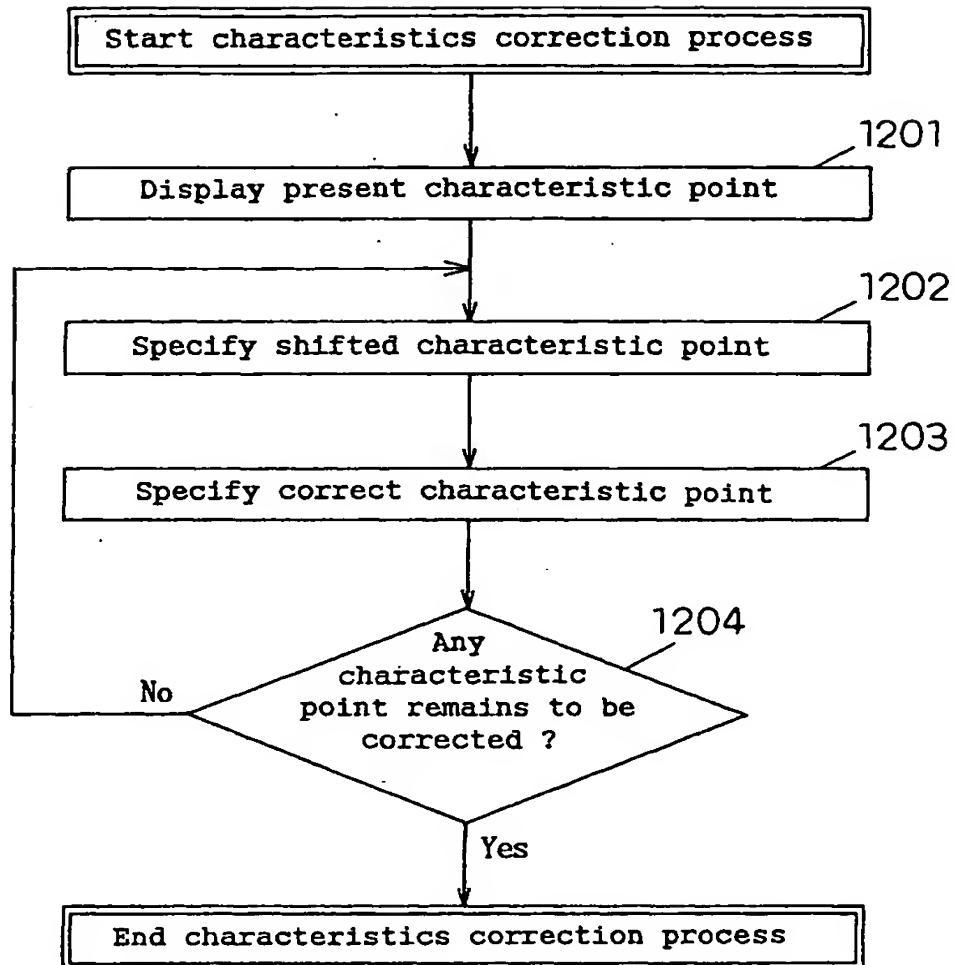 Start characteristics correction process
1201
Display present characteristic point
1202
Specify shifted characteristic point
1203
Specify correct characteristic point
1204
Any
characteristic
point remains to be
corrected ?
No
Yes
End characteristics correction process